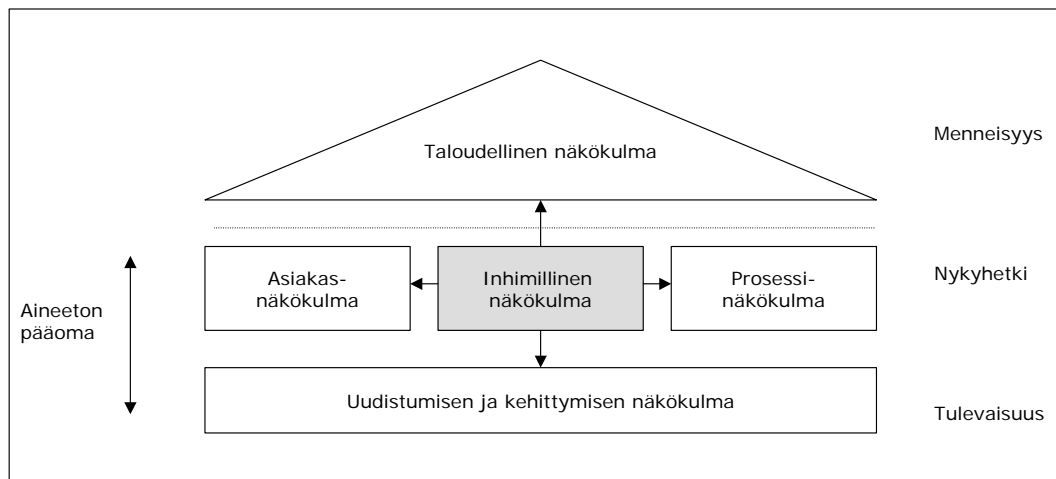 Menneisyys
Taloudellinen näkökulma
Asiakas-
näkökulma
Inhimillinen
näkökulma
Prosessi-
näkökulma
Nykyhetki
Aineeton
pääoma
Uudistumisen ja kehittymisen näkökulma
Tulevaisuus